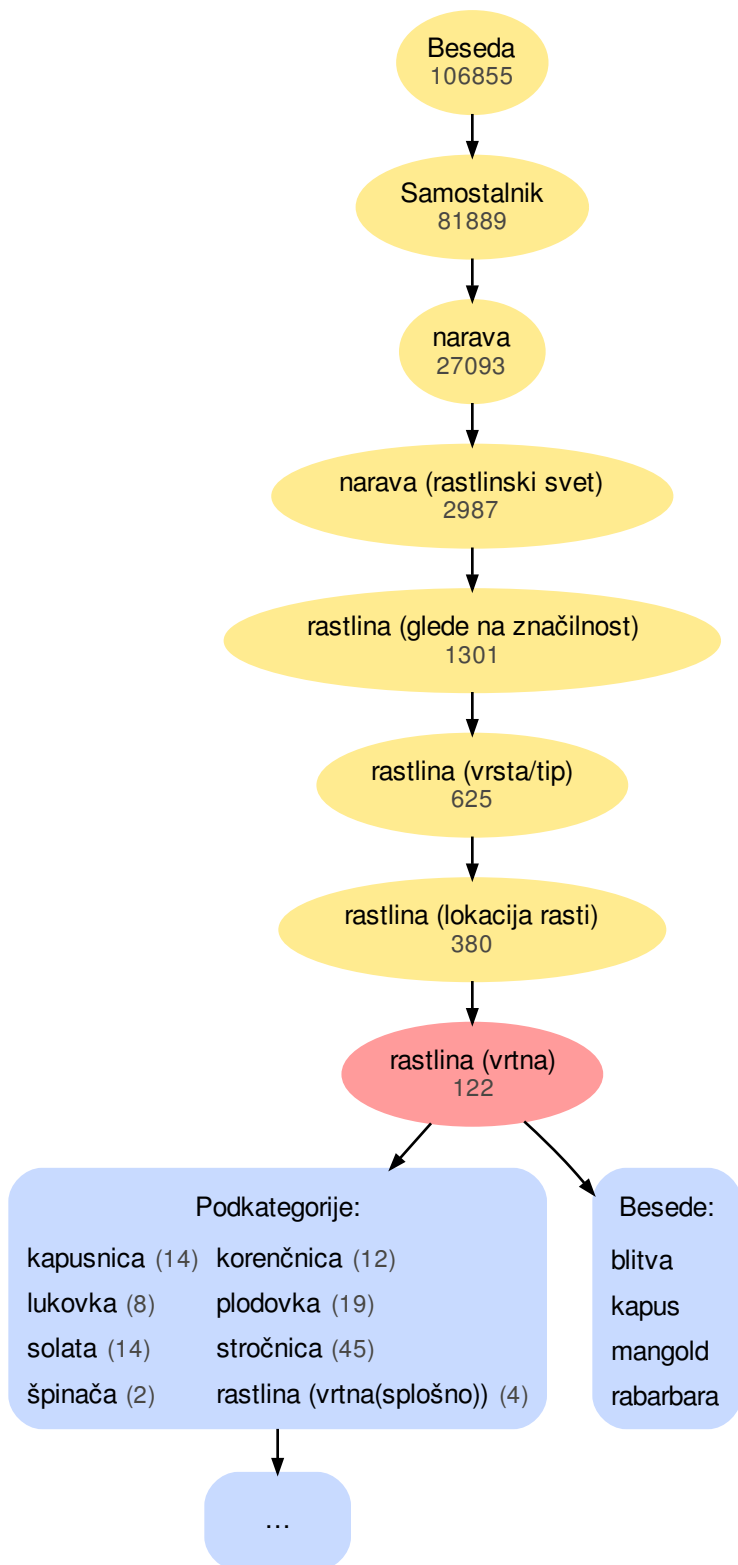 Beseda
106855
Samostalnik
81889
narava
27093
narava (rastlinski svet)
2987
rastlina (glede na značilnost)
1301
rastlina (vrsta/tip)
625
rastlina (lokacija rasti)
380
rastlina (vrtna)
122
Podkategorije:
kapusnica (14) korenčnica (12)
lukovka (8) plodovka (19)
solata (14) stročnica (45)
špinača (2) rastlina (vrtna(splošno)) (4)
Besede:
blitva
kapus
mangold
rabarbara
…